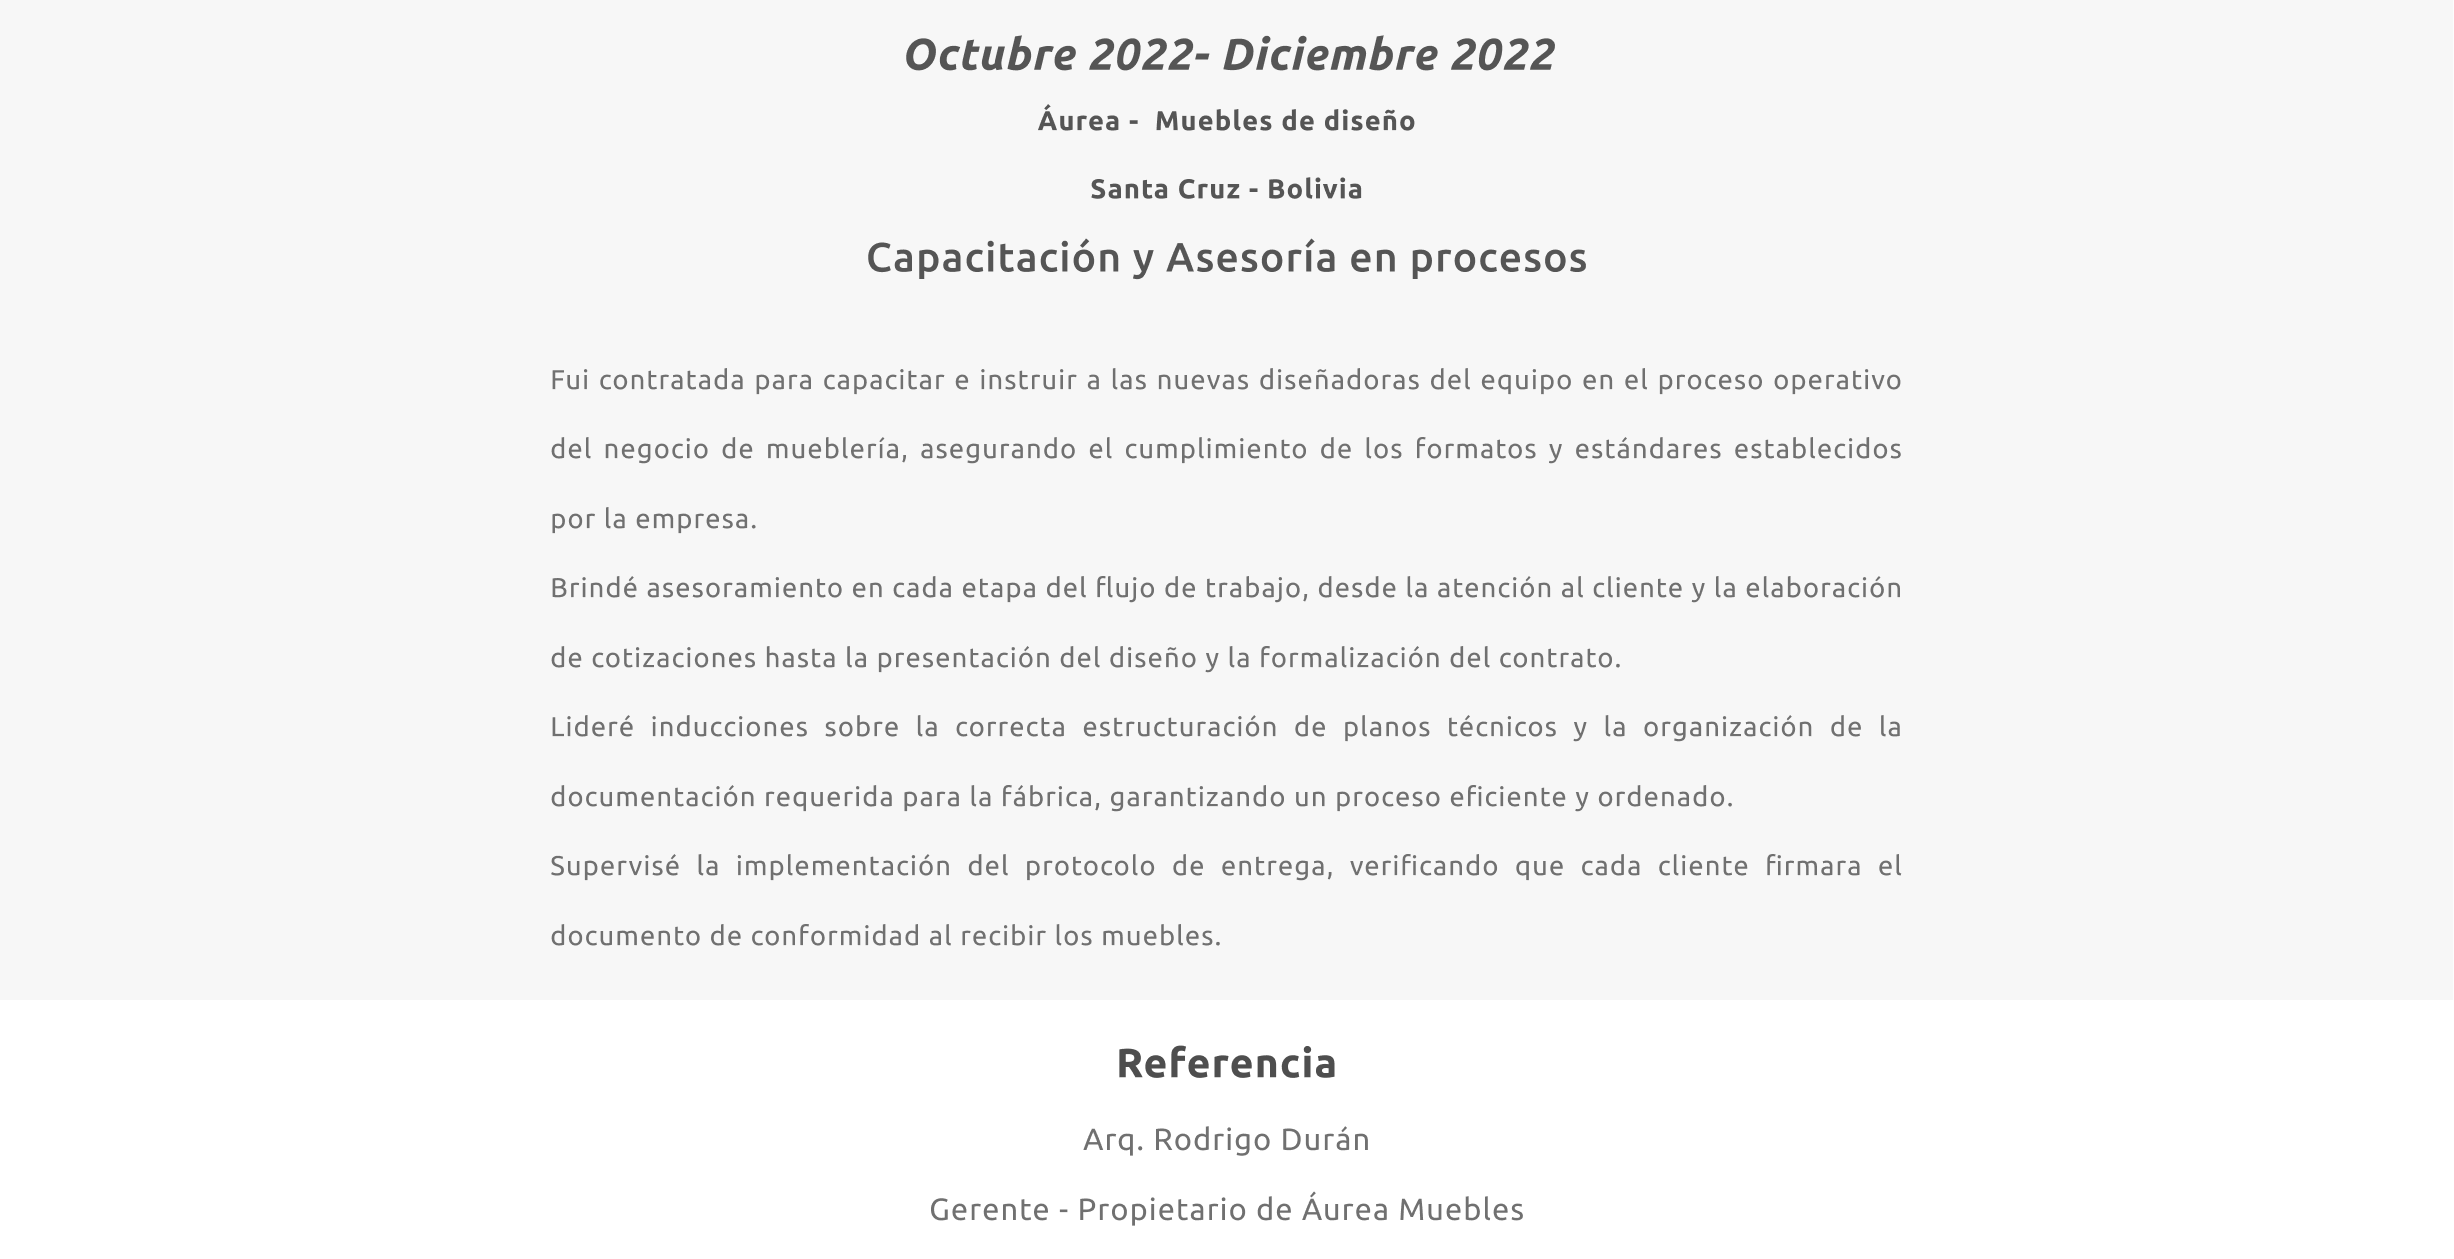 Octubre 2022- Diciembre 2022
Áurea -  Muebles de diseño
Santa Cruz - Bolivia
Capacitación y Asesoría en procesos
Fui contratada para capacitar e instruir a las nuevas diseñadoras del equipo en el proceso operativo
del negocio de mueblería, asegurando el cumplimiento de los formatos y estándares establecidos
por la empresa.
Brindé asesoramiento en cada etapa del flujo de trabajo, desde la atención al cliente y la elaboración
de cotizaciones hasta la presentación del diseño y la formalización del contrato.
Lideré inducciones sobre la correcta estructuración de planos técnicos y la organización de la
documentación requerida para la fábrica, garantizando un proceso eficiente y ordenado.
Supervisé la implementación del protocolo de entrega, verificando que cada cliente firmara el
documento de conformidad al recibir los muebles.
Referencia
Arq. Rodrigo Durán
Gerente - Propietario de Áurea Muebles